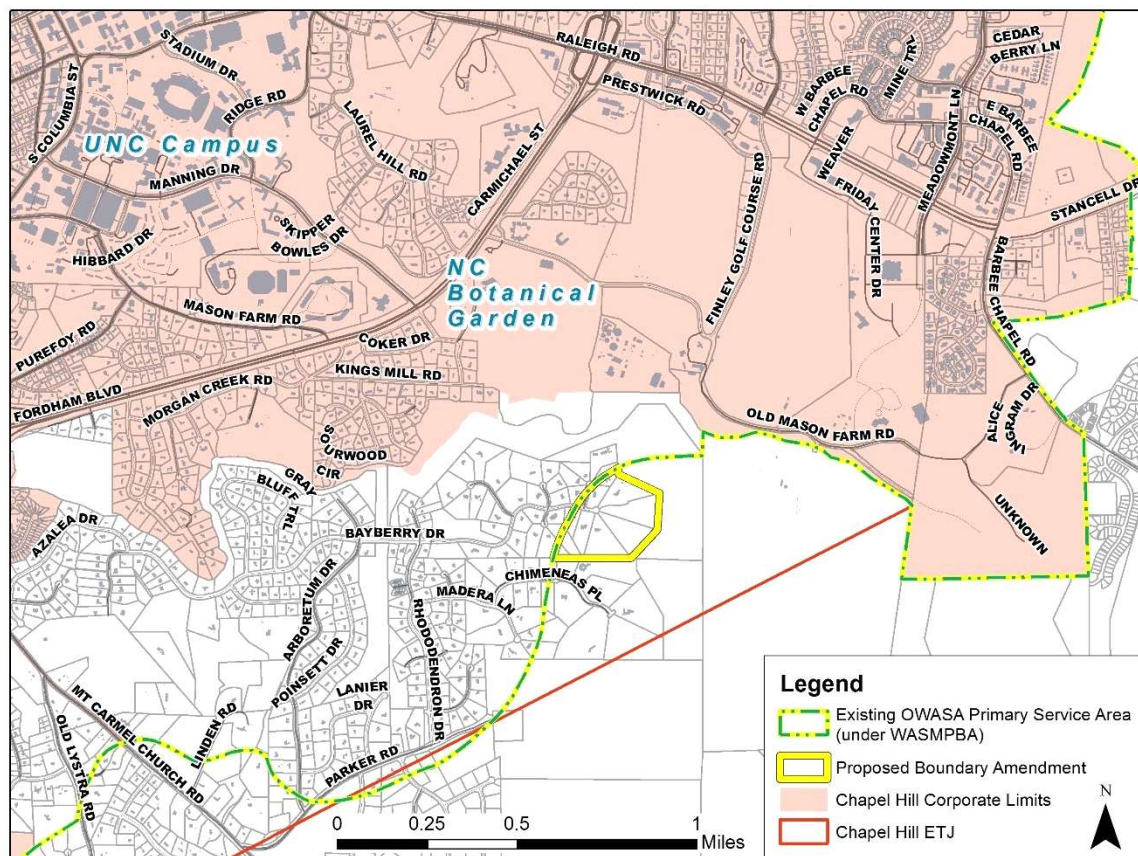 RALEIGH RD
CEDAR
BERRY LN
STADIUM DR
MINE TRL
PRESTWICK RD
W BARBEE
CHAPEL RD
S COLUMBIA ST
RIDGE RD
LAUREL HILL RD
E BARBEE
CHAPEL RD
UNC Campus
WEAVER
MEADOWMONT LN
MANNING DR
CARMICHAEL ST
FINLEY GOLF COURSE RD
FRIDAY CENTER DR
STANCELL DR
SKIPPER
BOWLES DR
HIBBARD DR
BARBEE CHAPEL RD
NC
Botanical
Garden
MASON FARM RD
PUREFOY RD
COKER DR
KINGS MILL RD
FORDHAM BLVD
MORGAN CREEK RD
ALICE
INGRAM DR
OLD MASON FARM RD
SOURWOOD
CIR
GRAY
BLUFF TRL
UNKNOWN
AZALEA DR
BAYBERRY DR
CHIMENEAS PL
MADERA LN
ARBORETUM DR
RHODODENDRON DR
POINSETT DR
LANIER
DR
MT CARMEL CHURCH RD
LINDEN RD
OLD LYSTRA RD
PARKER RD
Legend
Existing OWASA Primary Service Area
(under WASMPBA)
Proposed Boundary Amendment
Chapel Hill Corporate Limits
Chapel Hill ETJ
N
0 0.25 0.5 1
Miles